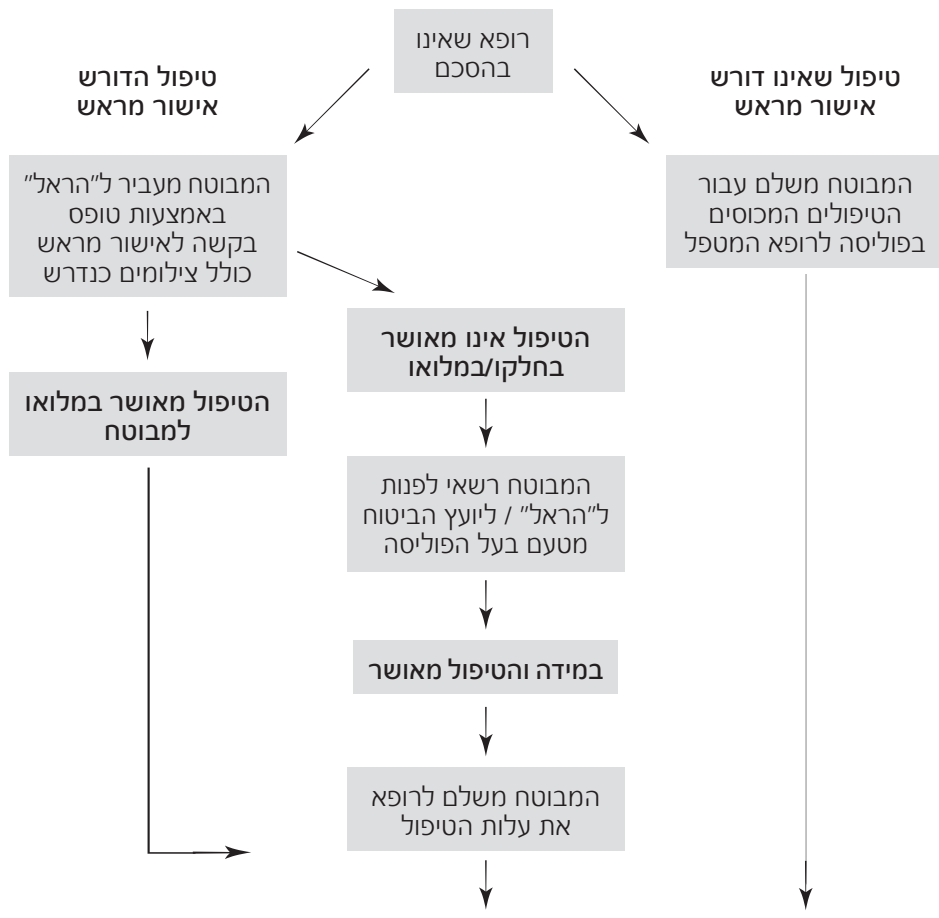 רופא שאינו
בהסכם
טיפול שאינו דורש
אישור מראש
המבוטח משלם עבור
הטיפולים המכוסים
בפוליסה לרופא המטפל
טיפול הדורש
אישור מראש
המבוטח מעביר ל"הראל"
באמצעות טופס
בקשה לאישור מראש
כולל צילומים כנדרש
הטיפול מאושר במלואו
למבוטח
הטיפול אינו מאושר
בחלקו/במלואו
המבוטח רשאי לפנות
ל"הראל" / ליועץ הביטוח
מטעם בעל הפוליסה
במידה והטיפול מאושר
המבוטח משלם לרופא
את עלות הטיפול